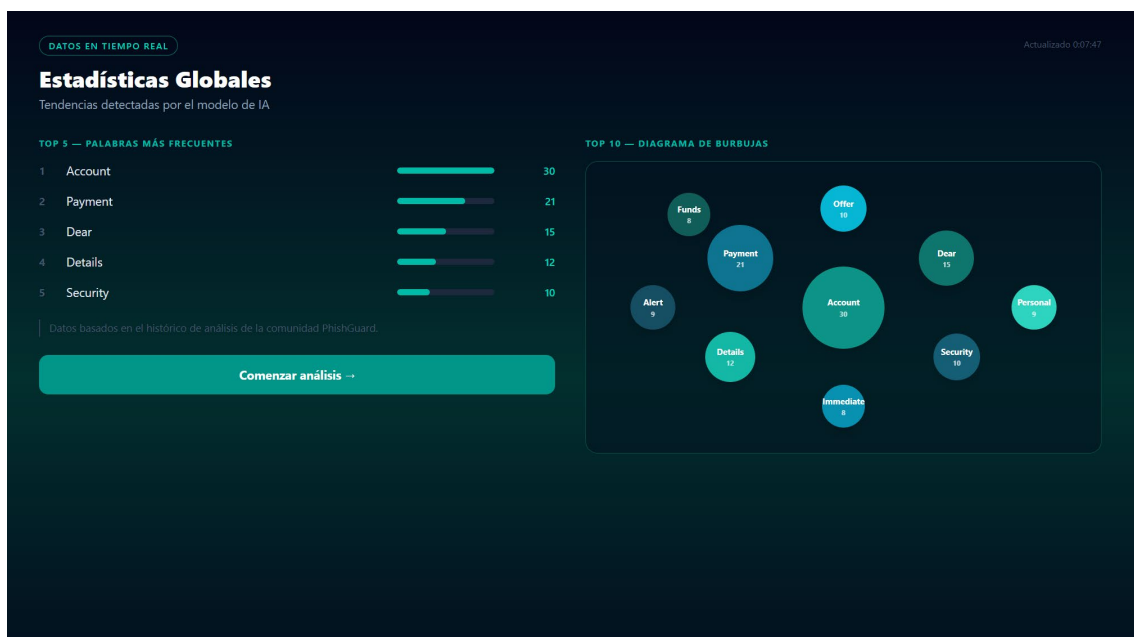 DATOS EN TIEMPO REAL
Actualizado 0:07:47
Estadísticas Globales
Tendencias detectadas por el modelo de IA
TOP 5 — PALABRAS MÁS FRECUENTES
1 Account 30
2 Payment 21
3 Dear 15
4 Details 12
5 Security 10
Datos basados en el histórico de análisis de la comunidad PhishGuard.
Comenzar análisis →
TOP 10 — DIAGRAMA DE BURBUJAS
Offer
10
Funds
8
Payment
21
Dear
15
Alert
9
Account
30
Personal
9
Details
12
Security
10
Immediate
8